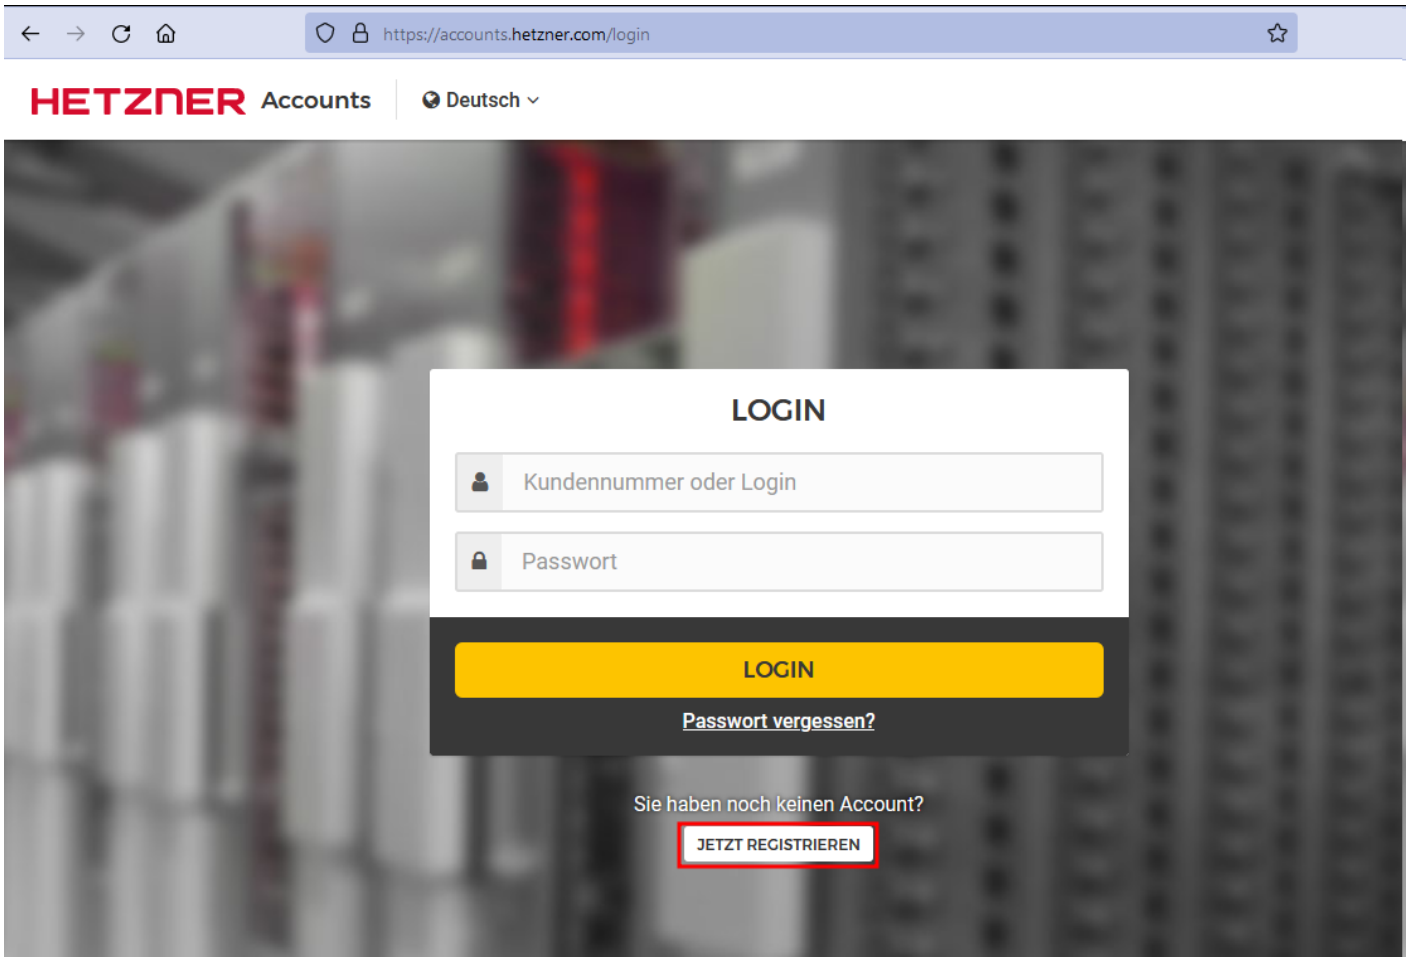 https://accounts.hetzner.com/login
HETZNER Accounts Deutsch
LOGIN
Kundennummer oder Login
Passwort
LOGIN
Passwort vergessen?
Sie haben noch keinen Account?
JETZT REGISTRIEREN